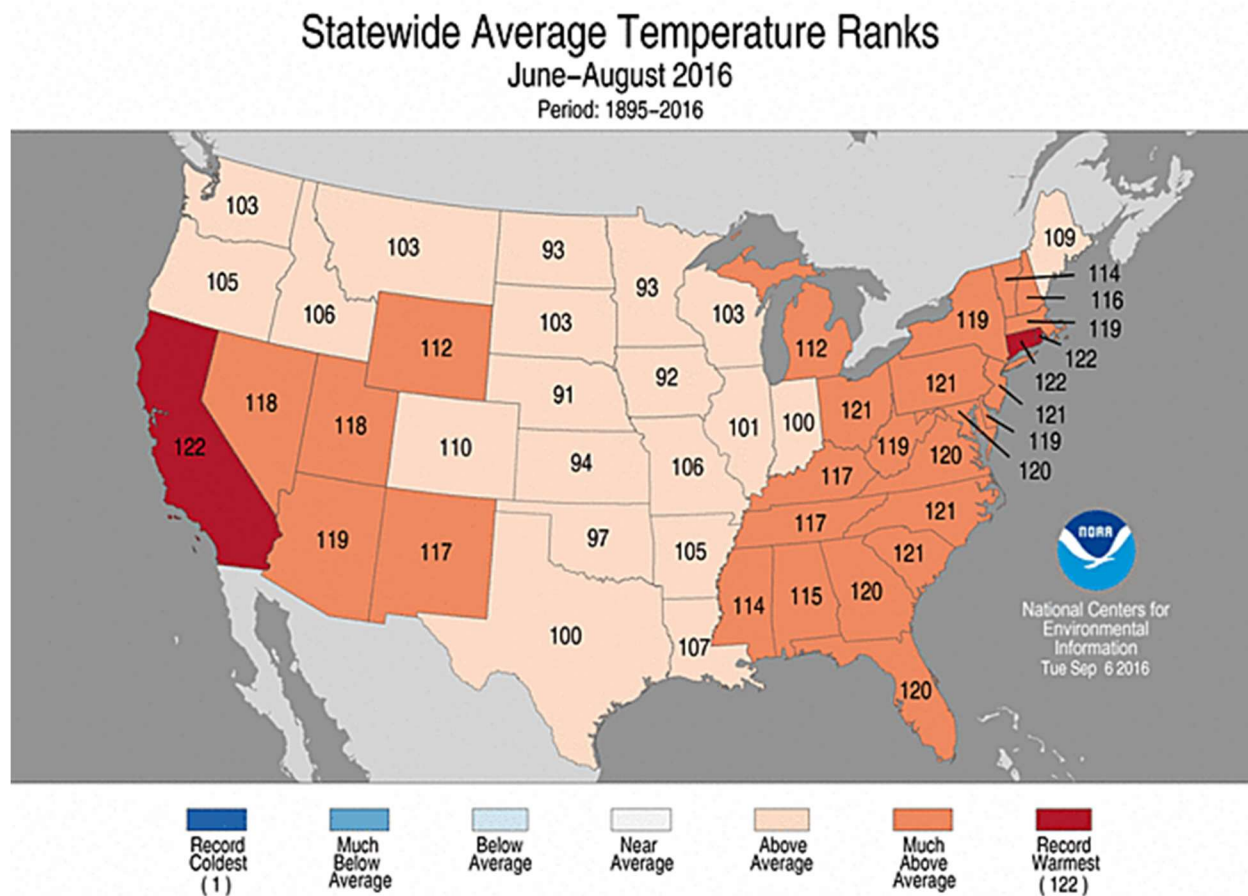 Statewide Average Temperature Ranks
June–August 2016
Period: 1895–2016
103
103
93
93
109
105
106
103
103
114
116
119
119
112
112
122
122
118
118
91
92
121
121
121
122
110
94
106
101
100
119
120
119
120
117
119
117
97
105
117
121
121
100
107
114
115
120
120
NOAA
National Centers for
Environmental
Information
Tue Sep 6 2016
Record
Coldest
(1)
Much
Below
Average
Below
Average
Near
Average
Above
Average
Much
Above
Average
Record
Warmest
(122)